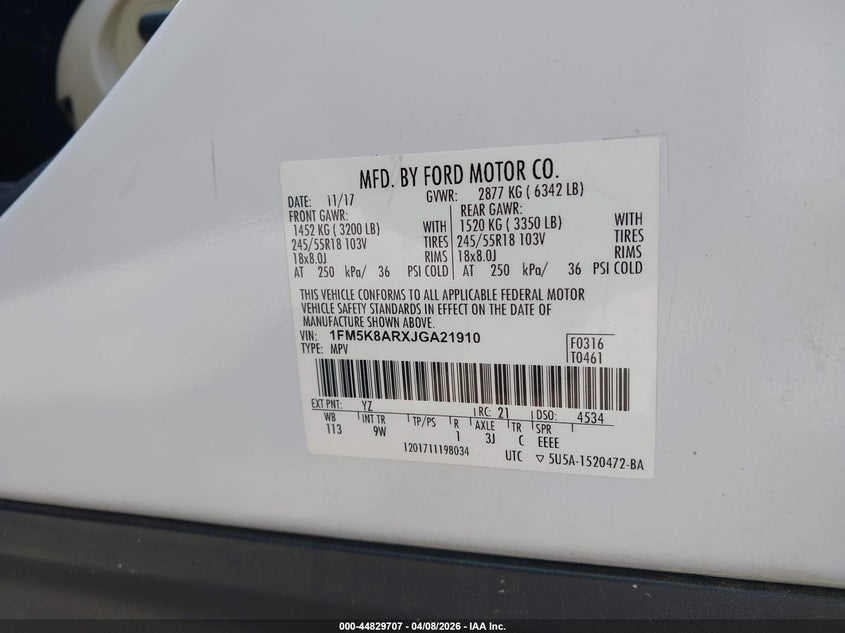 MFD. BY FORD MOTOR CO.
DATE: 11/17 GVWR: 2877 KG ( 6342 LB)
FRONT GAWR: REAR GAWR:
1452 KG ( 3200 LB) WITH 1520 KG ( 3350 LB) WITH
245/55R18 103V TIRES 245/55R18 103V TIRES
18x8.0J RIMS 18x8.0J RIMS
AT 250 kPa/ 36 PSI COLD AT 250 kPa/ 36 PSI COLD
THIS VEHICLE CONFORMS TO ALL APPLICABLE FEDERAL MOTOR
VEHICLE SAFETY STANDARDS IN EFFECT ON THE DATE OF
MANUFACTURE SHOWN ABOVE.
VIN: 1FM5K8ARXJGA21910 F0316
TYPE: MPV T0461
EXT PNT: YZ RC: 21 DSO: 4534
WB INT TR TP/PS R AXLE TR SPR
113 9W 1 3J C EEEE
1201711198034 UTC ▽ 5U5A-1520472-BA
000-44829707 - 04/08/2026 - IAA Inc.